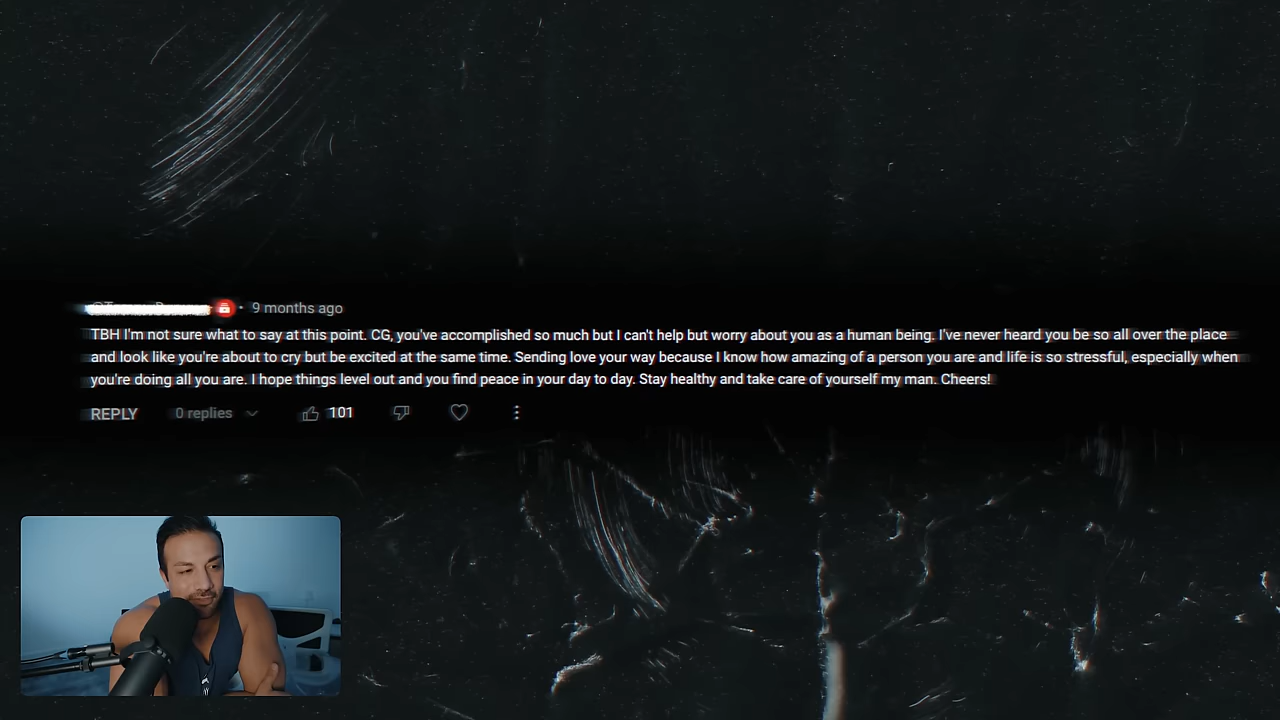 9 months ago
TBH I'm not sure what to say at this point. CG, you've accomplished so much but I can't help but worry about you as a human being. I've never heard you be so all over the place
and look like you're about to cry but be excited at the same time. Sending love your way because I know how amazing of a person you are and life is so stressful, especially when
you're doing all you are. I hope things level out and you find peace in your day to day. Stay healthy and take care of yourself my man. Cheers!
REPLY 0 replies 101